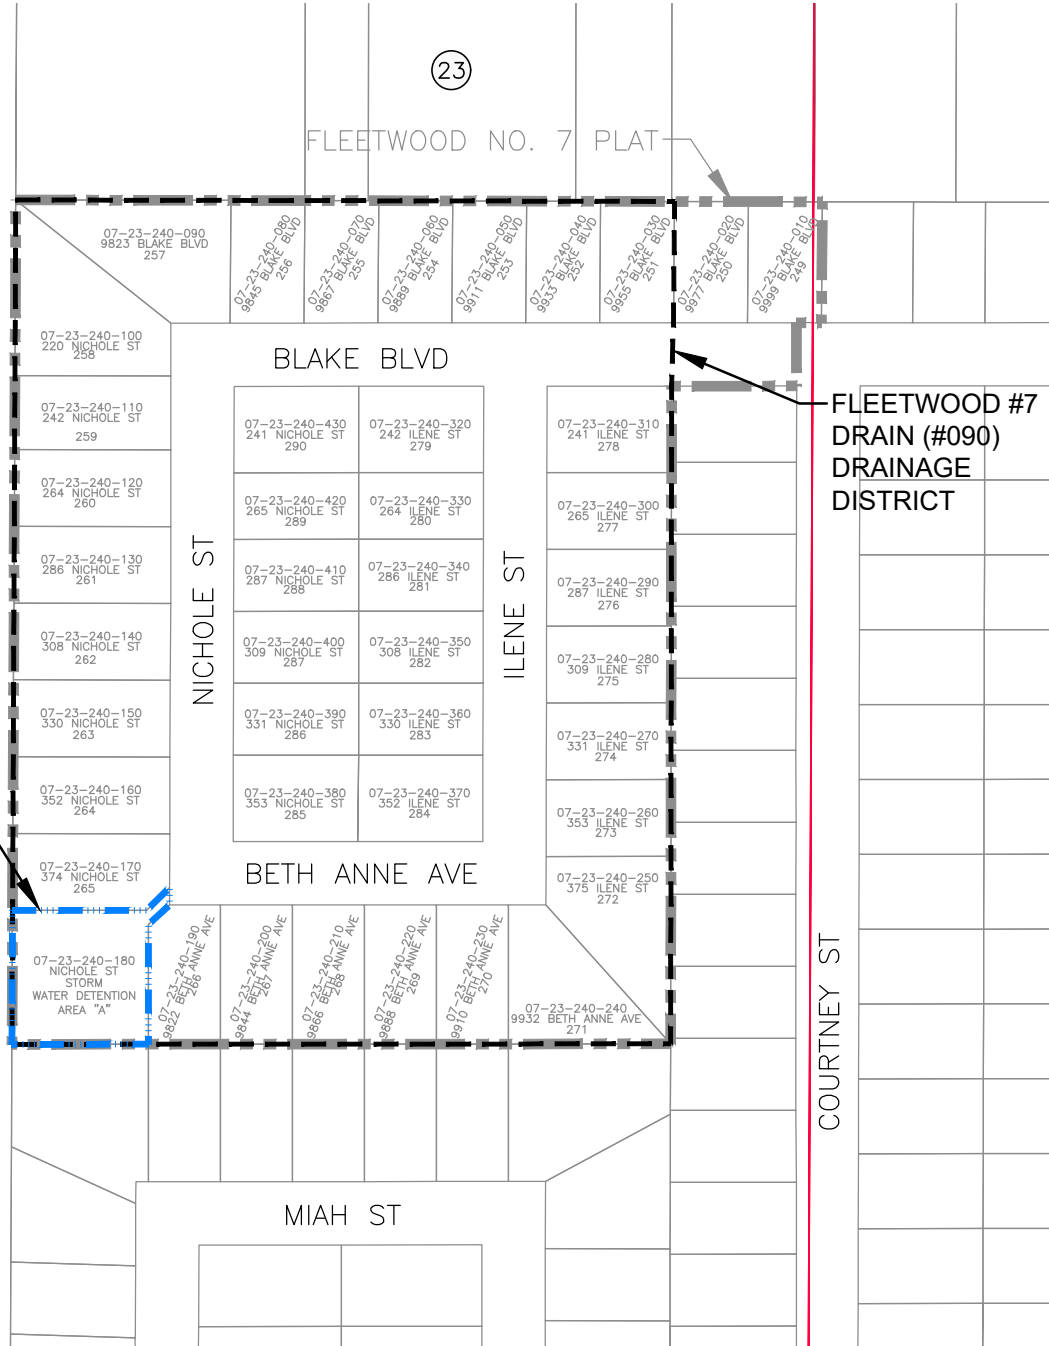 23
FLEETWOOD NO. 7 PLAT
07-23-240-090
9823 BLAKE BLVD
257
07-23-240-080
9845 BLAKE BLVD
256
07-23-240-070
9867 BLAKE BLVD
255
07-23-240-060
9889 BLAKE BLVD
254
07-23-240-050
9911 BLAKE BLVD
253
07-23-240-040
9933 BLAKE BLVD
252
07-23-240-030
9955 BLAKE BLVD
251
07-23-240-020
9977 BLAKE BLVD
250
07-23-240-010
9999 BLAKE BLVD
249
07-23-240-100
220 NICHOLE ST
258
BLAKE BLVD
FLEETWOOD #7
DRAIN (#090)
DRAINAGE
DISTRICT
07-23-240-110
242 NICHOLE ST
259
07-23-240-430
241 NICHOLE ST
290
07-23-240-320
242 ILENE ST
279
07-23-240-310
241 ILENE ST
278
07-23-240-120
264 NICHOLE ST
260
07-23-240-420
265 NICHOLE ST
289
07-23-240-330
264 ILENE ST
280
07-23-240-300
265 ILENE ST
277
07-23-240-130
286 NICHOLE ST
261
NICHOLE ST
07-23-240-410
287 NICHOLE ST
288
07-23-240-340
286 ILENE ST
281
ILENE ST
07-23-240-290
287 ILENE ST
276
07-23-240-140
308 NICHOLE ST
262
07-23-240-400
309 NICHOLE ST
287
07-23-240-350
308 ILENE ST
282
07-23-240-280
309 ILENE ST
275
07-23-240-150
330 NICHOLE ST
263
07-23-240-390
331 NICHOLE ST
286
07-23-240-360
330 ILENE ST
283
07-23-240-270
331 ILENE ST
274
07-23-240-160
352 NICHOLE ST
264
07-23-240-380
353 NICHOLE ST
285
07-23-240-370
352 ILENE ST
284
07-23-240-260
353 ILENE ST
273
07-23-240-170
374 NICHOLE ST
265
BETH ANNE AVE
07-23-240-250
375 ILENE ST
272
07-23-240-180
NICHOLE ST
STORM
WATER DETENTION
AREA "A"
07-23-240-190
9822 BETH ANNE AVE
266
07-23-240-200
9844 BETH ANNE AVE
267
07-23-240-210
9866 BETH ANNE AVE
268
07-23-240-220
9888 BETH ANNE AVE
269
07-23-240-230
9910 BETH ANNE AVE
270
07-23-240-240
9932 BETH ANNE AVE
271
COURTNEY ST
MIAH ST